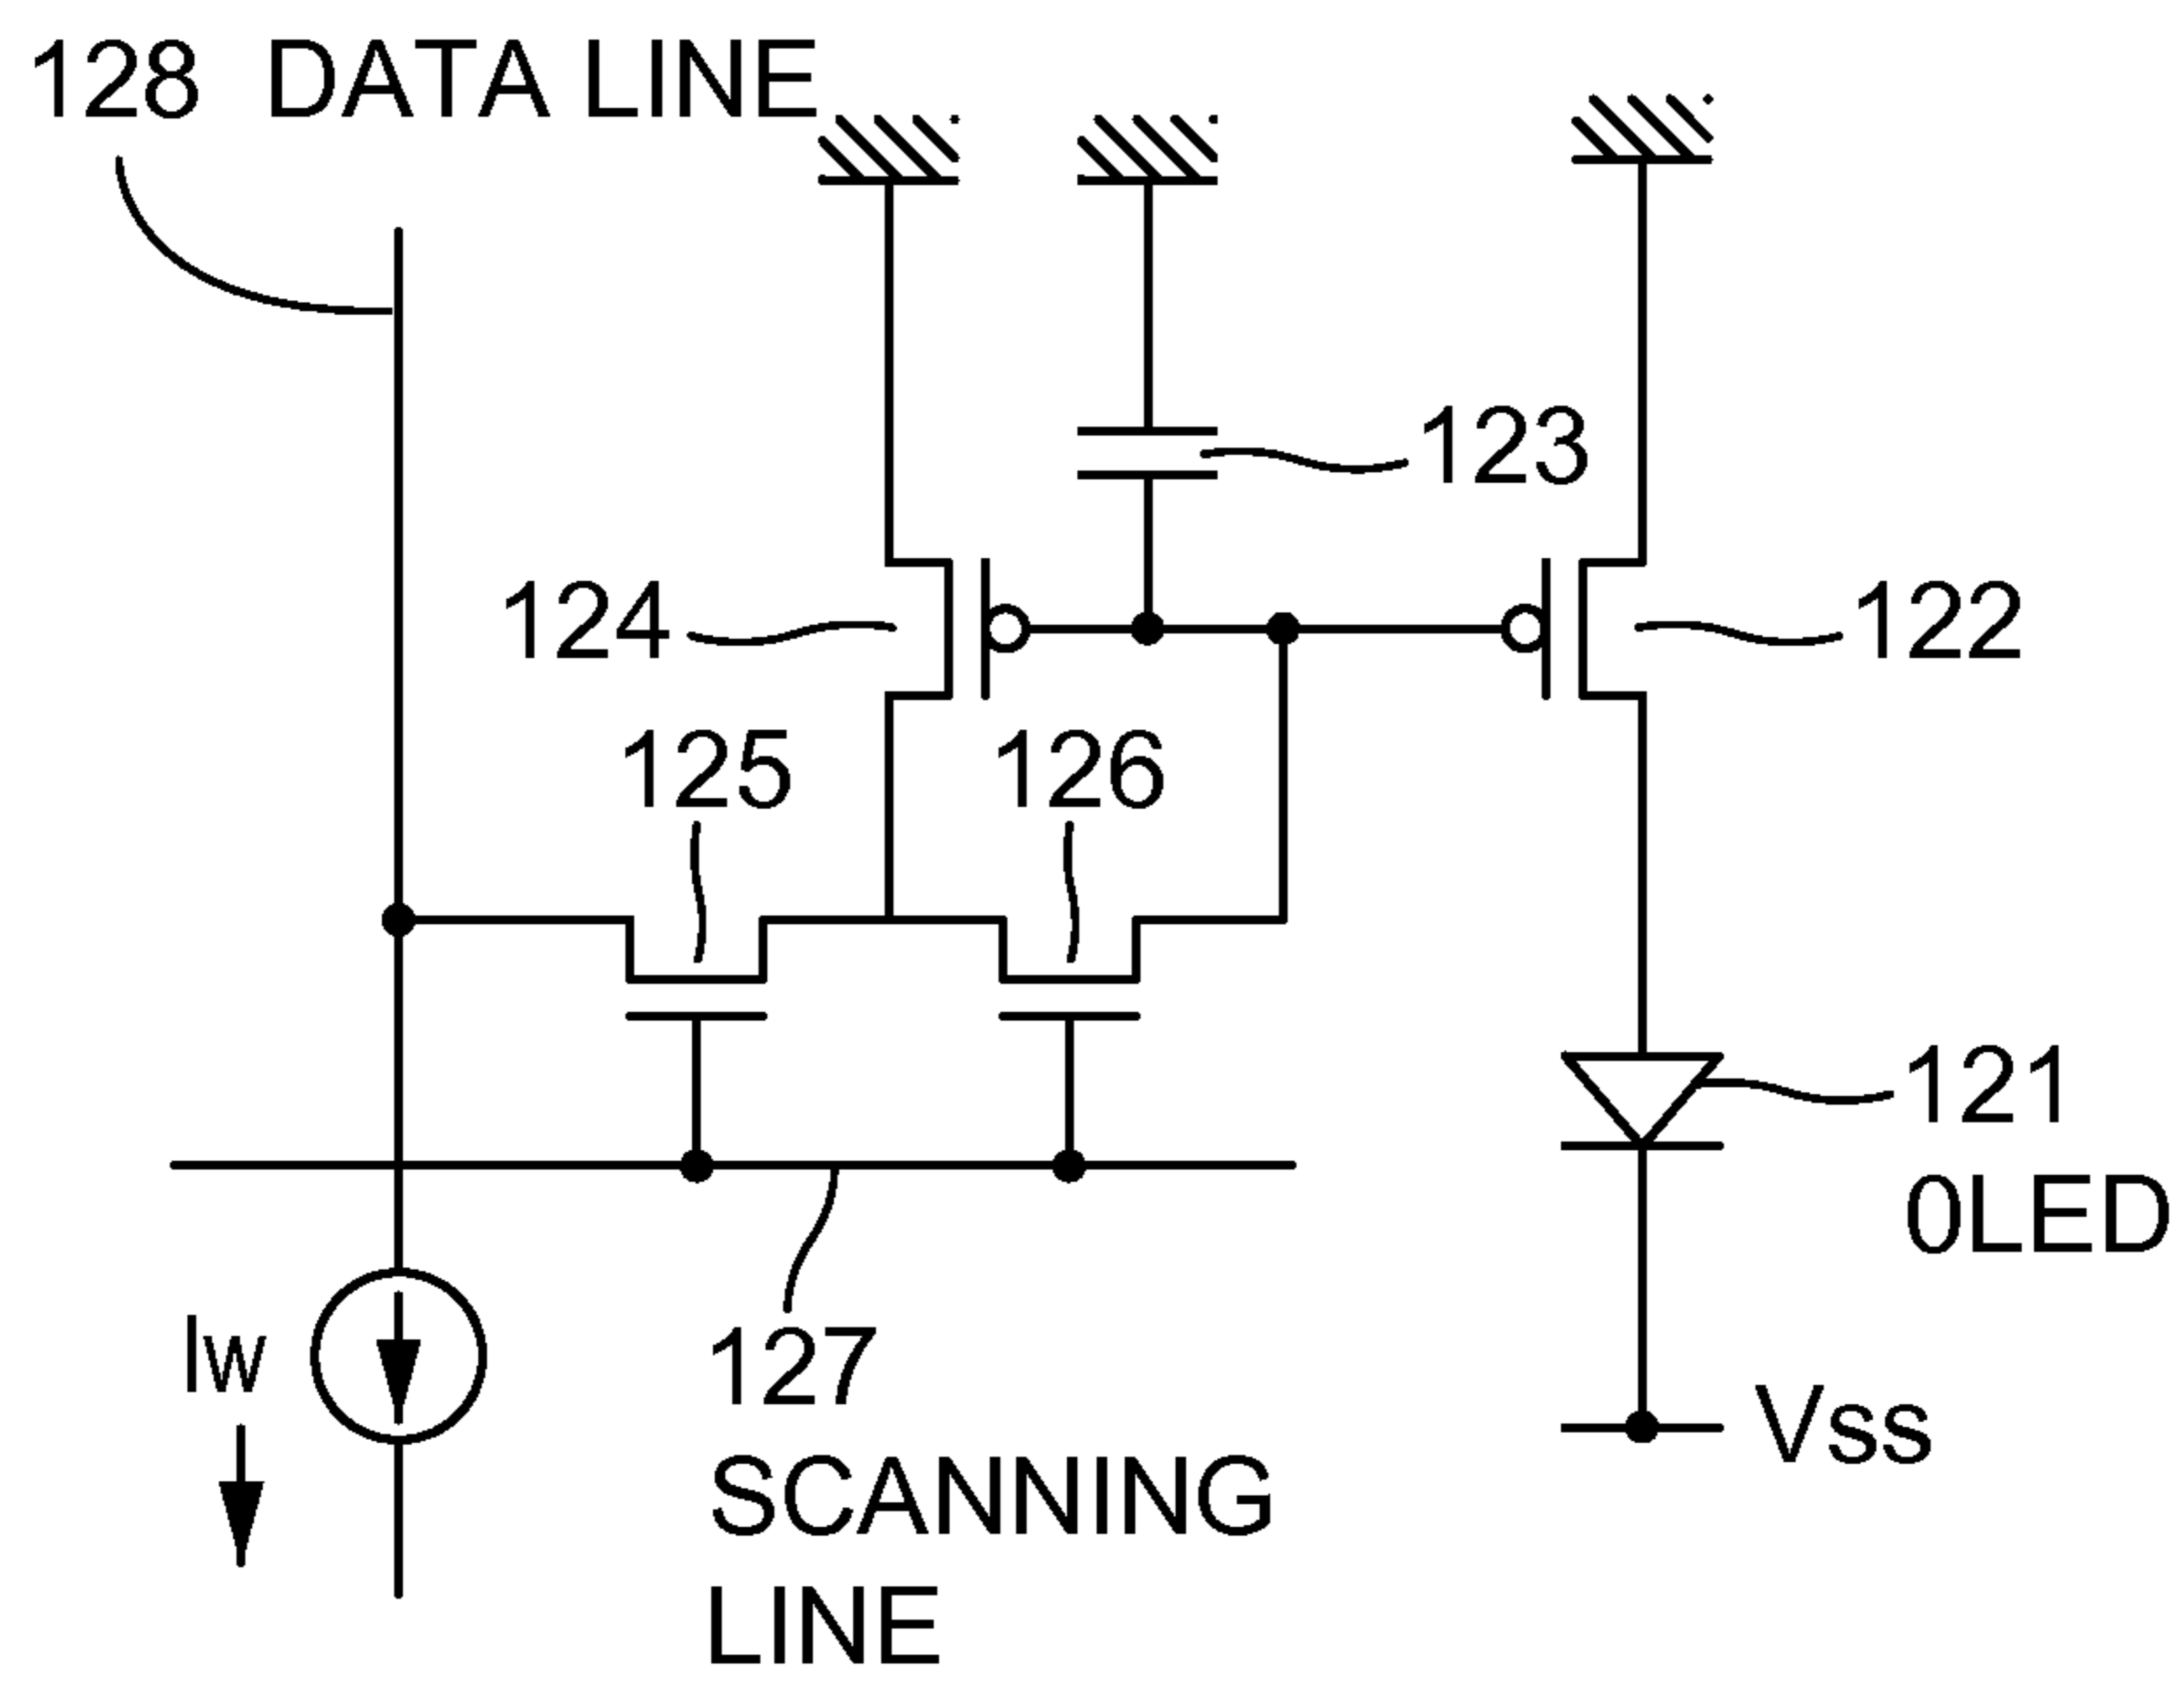 128 DATA LINE
123
124
122
125
126
121
0LED
Iw
127
SCANNING
LINE
Vss